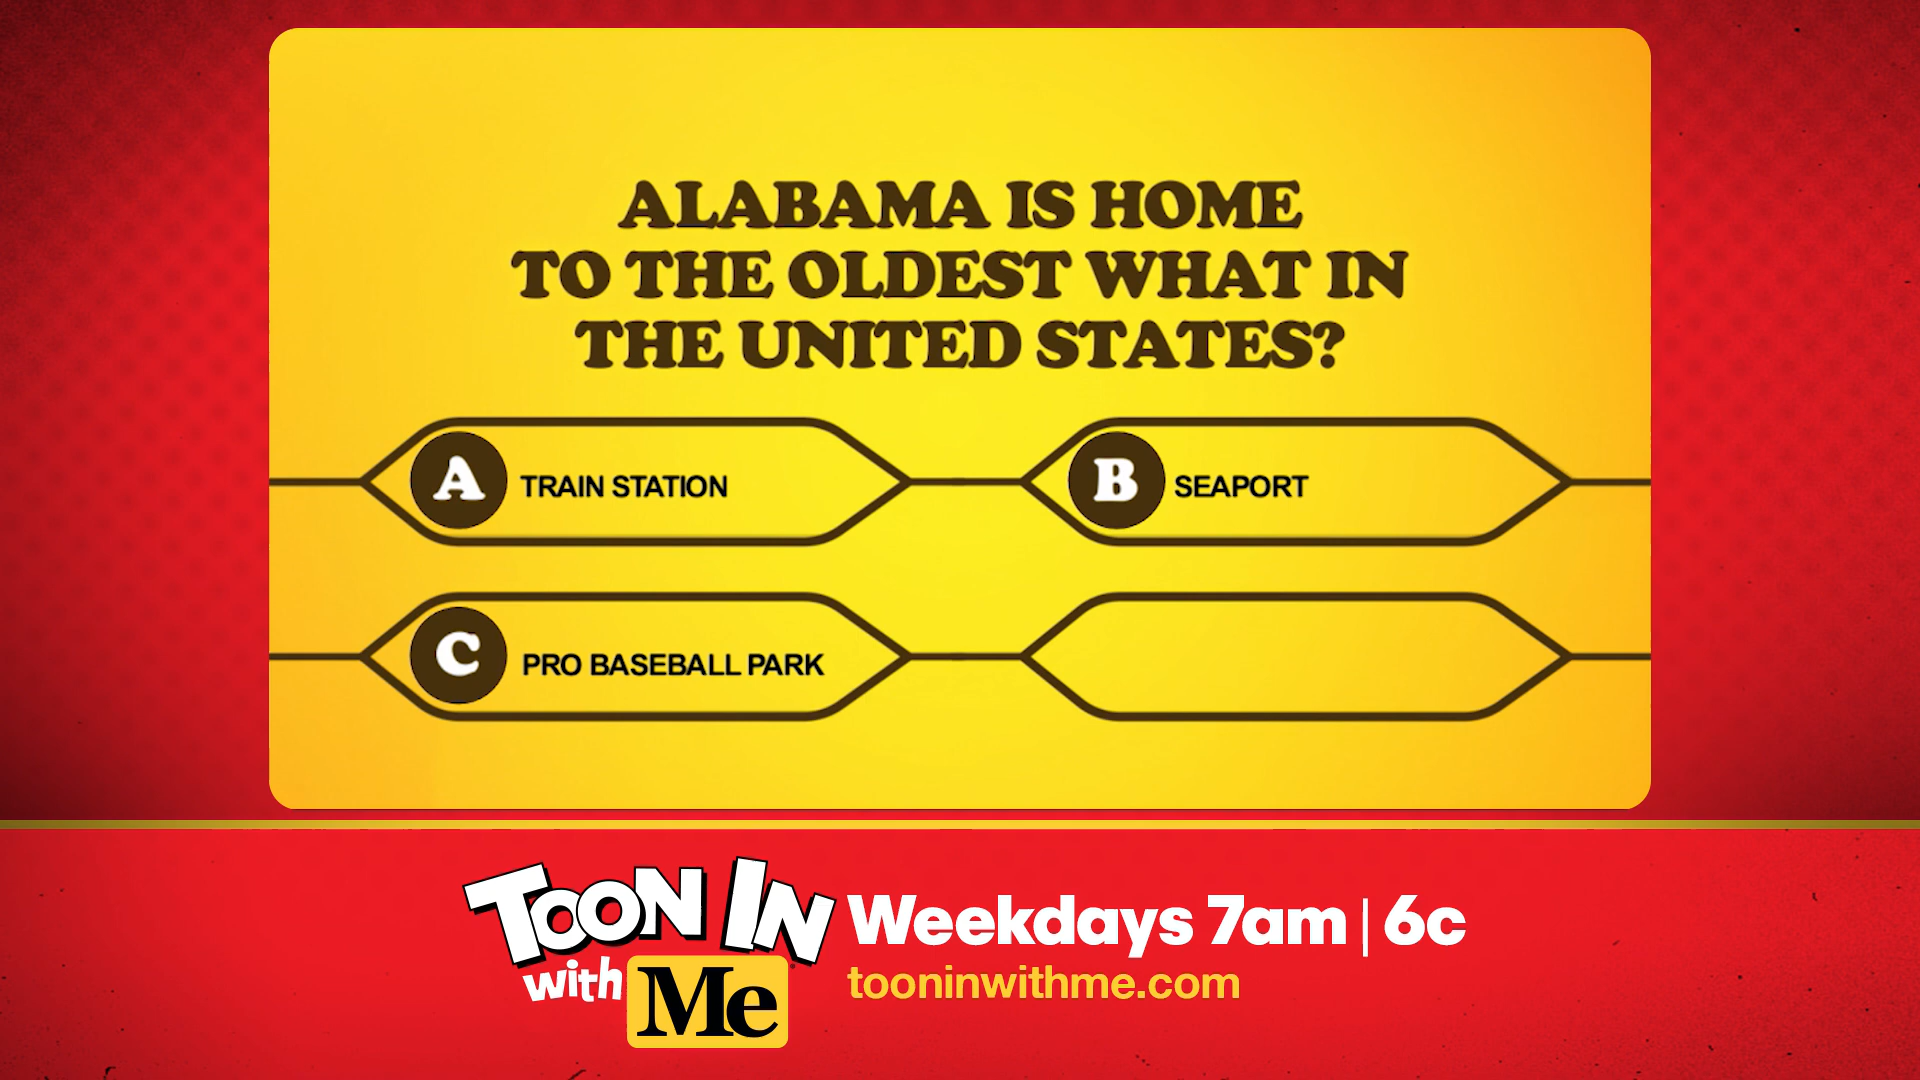 ALABAMA IS HOME
TO THE OLDEST WHAT IN
THE UNITED STATES?
A TRAIN STATION
B SEAPORT
C PRO BASEBALL PARK
TOON IN
with Me
Weekdays 7am | 6c
tooninwithme.com